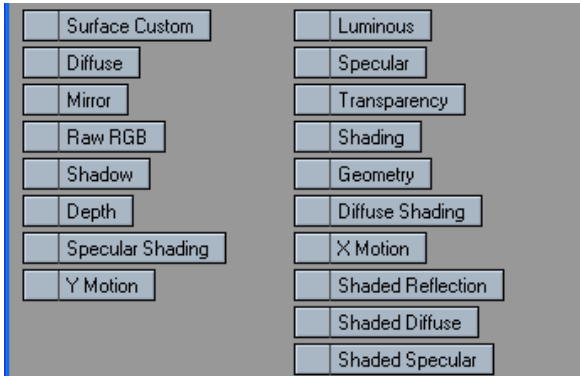 Surface Custom
Luminous
Diffuse
Specular
Mirror
Transparency
Raw RGB
Shading
Shadow
Geometry
Depth
Diffuse Shading
Specular Shading
X Motion
Y Motion
Shaded Reflection
Shaded Diffuse
Shaded Specular